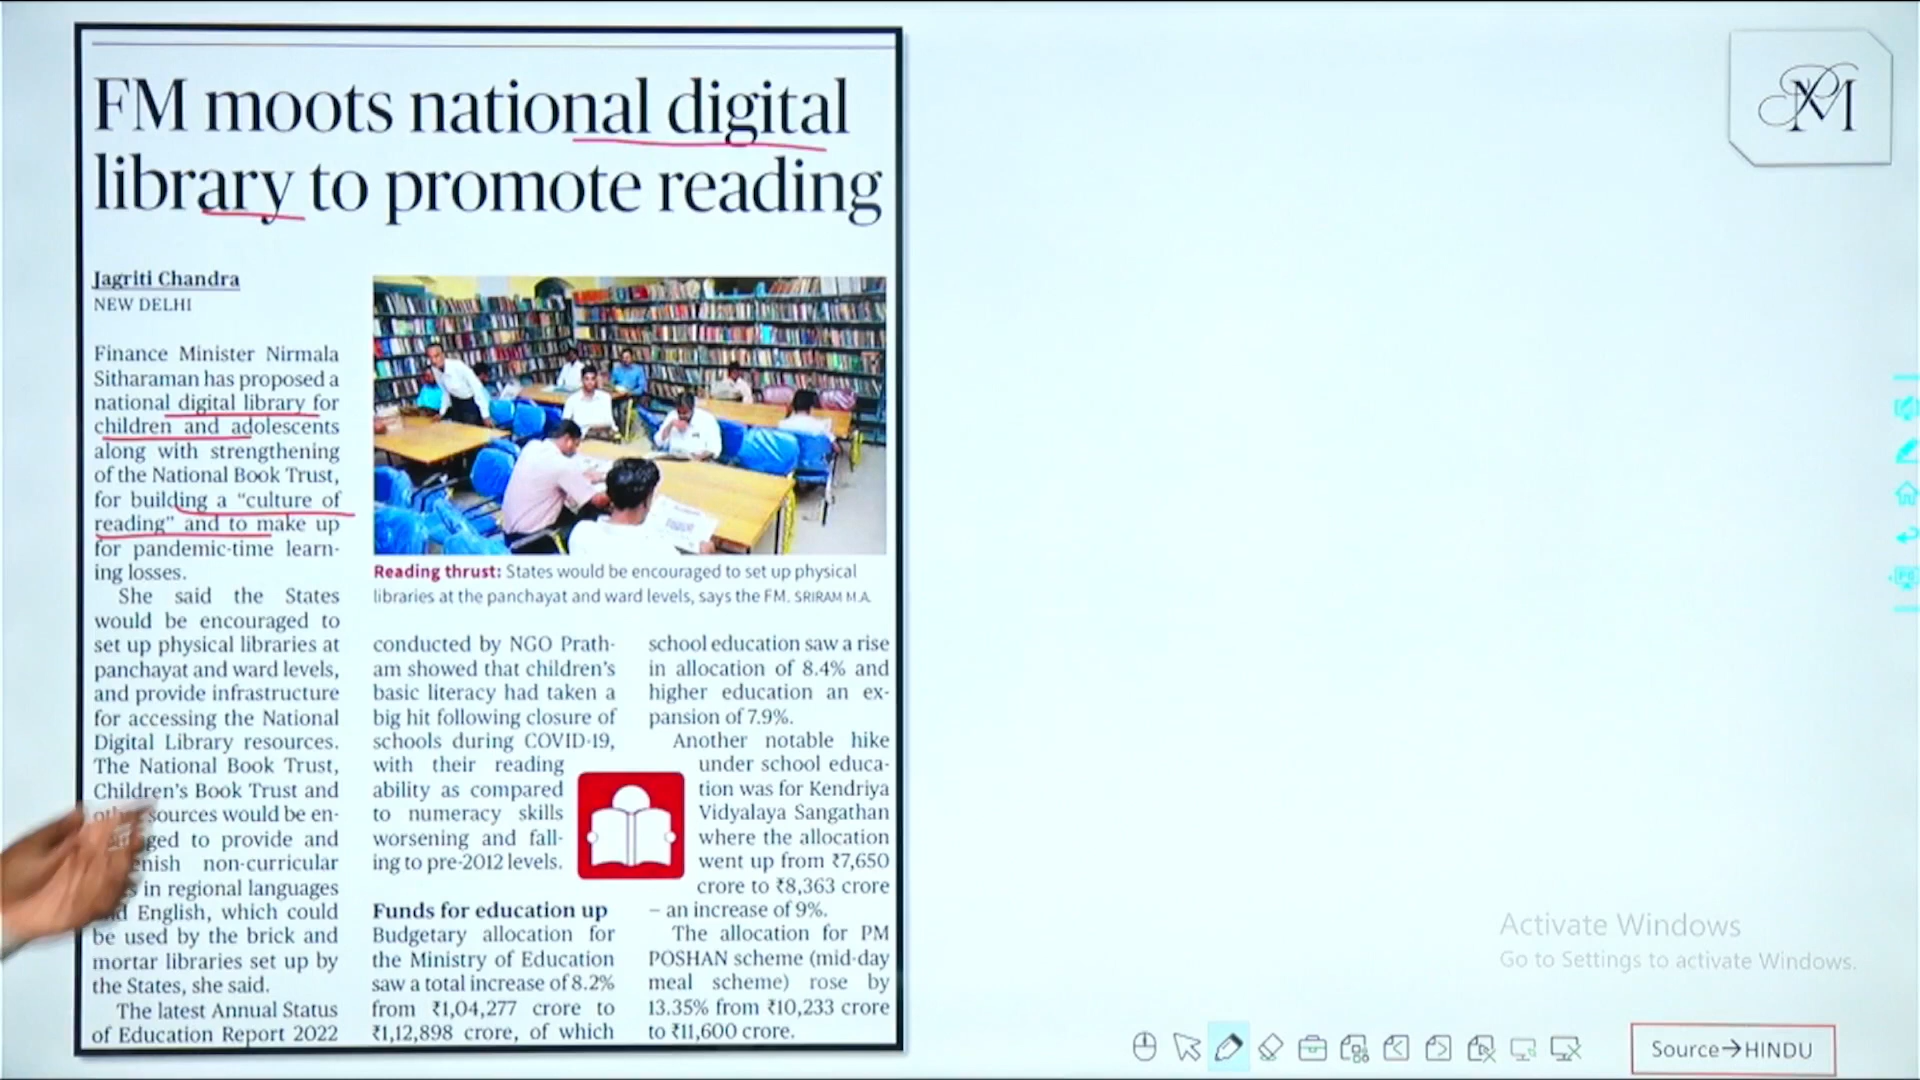 FM moots national digital
library to promote reading
Jagriti Chandra
NEW DELHI
Finance Minister Nirmala
Sitharaman has proposed a
national digital library for
children and adolescents
along with strengthening
of the National Book Trust,
for building a “culture of
reading” and to make up
for pandemic-time learn-
ing losses.
She said the States
would be encouraged to
set up physical libraries at
panchayat and ward levels,
and provide infrastructure
for accessing the National
Digital Library resources.
The National Book Trust,
Children's Book Trust and
sources would be en-
to provide and
non-curricular
in regional languages
English, which could
be used by the brick and
mortar libraries set up by
the States, she said.
The latest Annual Status
of Education Report 2022
Reading thrust: States would be encouraged to set up physical
libraries at the panchayat and ward levels, says the FM. SRIRAM M.A.
conducted by NGO Prath-
am showed that children's
basic literacy had taken a
big hit following closure of
schools during COVID-19,
with their reading
ability as compared
to numeracy skills
worsening and fall-
ing to pre-2012 levels.
Funds for education up
Budgetary allocation for
the Ministry of Education
saw a total increase of 8.2%
from ₹1,04,277 crore to
₹1,12,898 crore, of which
school education saw a rise
in allocation of 8.4% and
higher education an ex-
pansion of 7.9%.
Another notable hike
under school educa-
tion was for Kendriya
Vidyalaya Sangathan
where the allocation
went up from ₹7,650
crore to ₹8,363 crore
– an increase of 9%.
The allocation for PM
POSHAN scheme (mid-day
meal scheme) rose by
13.35% from ₹10,233 crore
to ₹11,600 crore.
Activate Windows
Go to Settings to activate Windows.
Source→HINDU